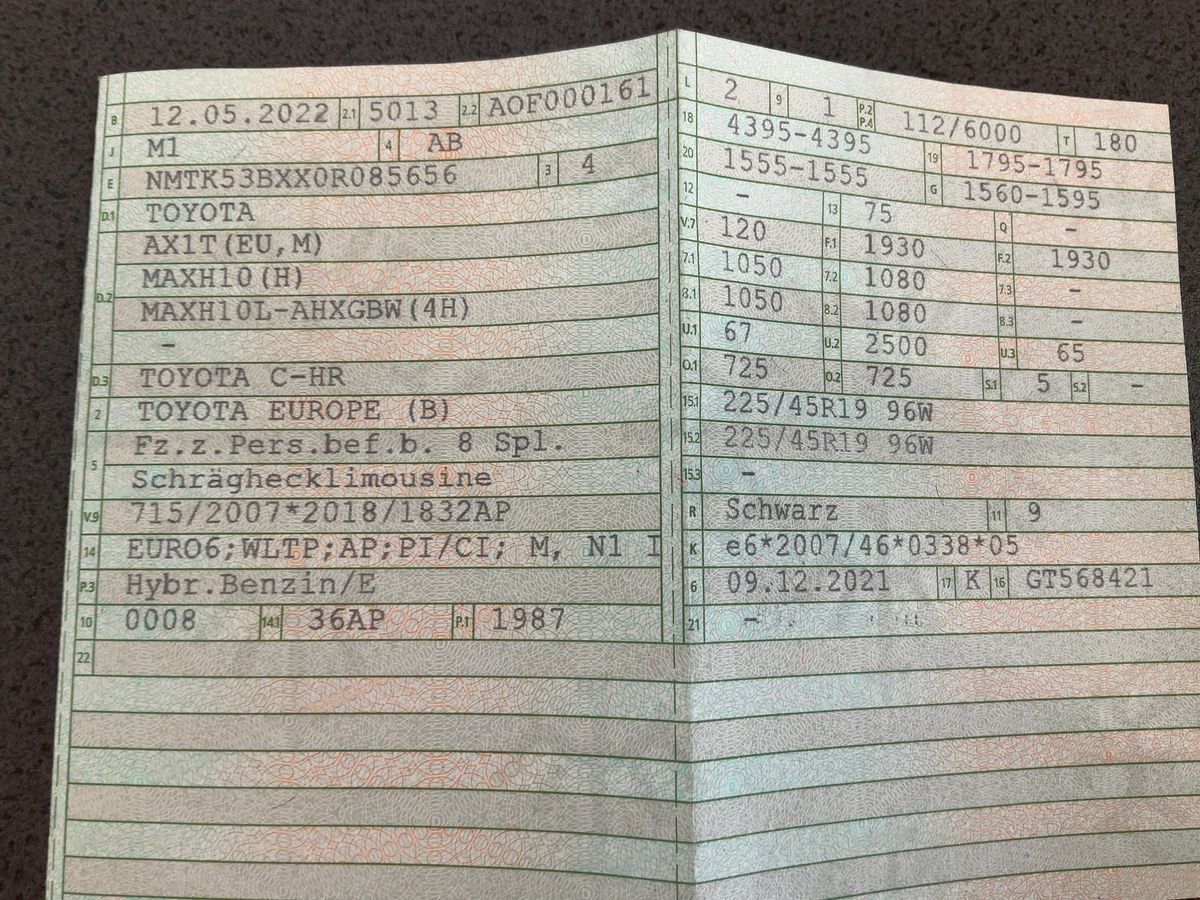 B 12.05.2022 2.1 5013 2.2 AOF000161
J M1 4 AB
E NMTK53BXX0R085656 3 4
D.1 TOYOTA
AX1T(EU,M)
D.2 MAXH10(H)
MAXH10L-AHXGBW(4H)
-
D.3 TOYOTA C-HR
2 TOYOTA EUROPE (B)
Fz.z.Pers.bef.b. 8 Spl.
5 Schräghecklimousine
V.9 715/2007*2018/1832AP
14 EURO6;WLTP;AP;PI/CI; M, N1 I
P.3 Hybr.Benzin/E
10 0008 14.1 36AP P.1 1987
22
L 2 9 1 P.2 P.4 112/6000 T 180
18 4395-4395 19 1795-1795
20 1555-1555 G 1560-1595
12 - 13 75 Q -
V.7 120 F.1 1930 F.2 1930
7.1 1050 7.2 1080 7.3 -
8.1 1050 8.2 1080 8.3 -
U.1 67 U.2 2500 U.3 65
O.1 725 O.2 725 S.1 5 S.2 -
15.1 225/45R19 96W
15.2 225/45R19 96W
15.3 -
R Schwarz 11 9
K e6*2007/46*0338*05
6 09.12.2021 17 K 16 GT568421
21 -